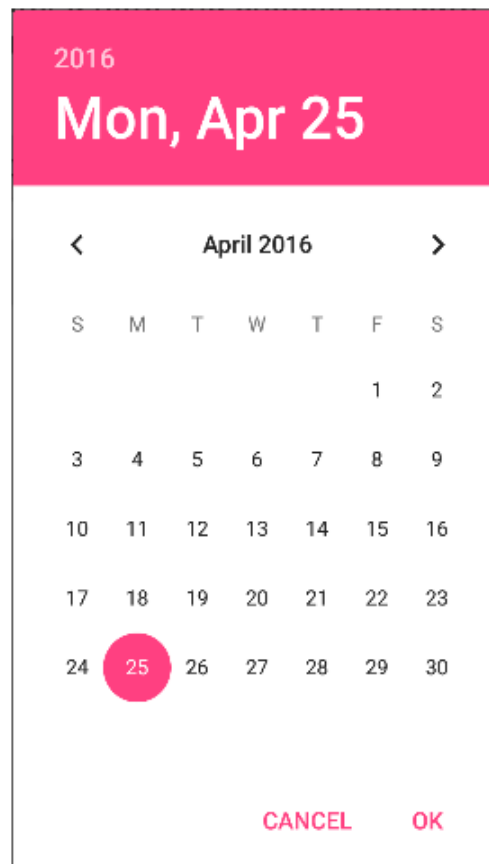 2016
Mon, Apr 25
April 2016
S M T W T F S
1 2
3 4 5 6 7 8 9
10 11 12 13 14 15 16
17 18 19 20 21 22 23
24 25 26 27 28 29 30
CANCEL OK